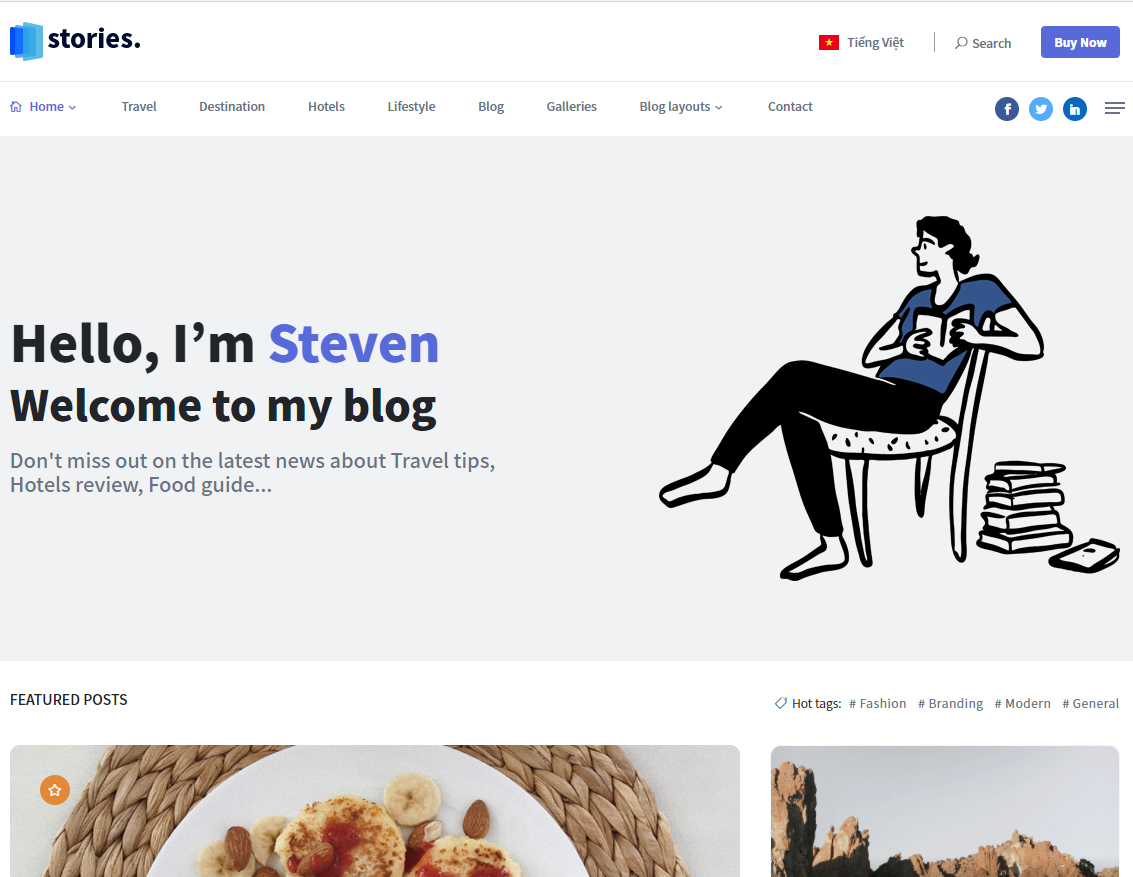 stories.
Tiếng Việt
Search
Buy Now
Home
Travel
Destination
Hotels
Lifestyle
Blog
Galleries
Blog layouts
Contact
Hello, I’m Steven
Welcome to my blog
Don't miss out on the latest news about Travel tips,
Hotels review, Food guide...
FEATURED POSTS
Hot tags: # Fashion # Branding # Modern # General